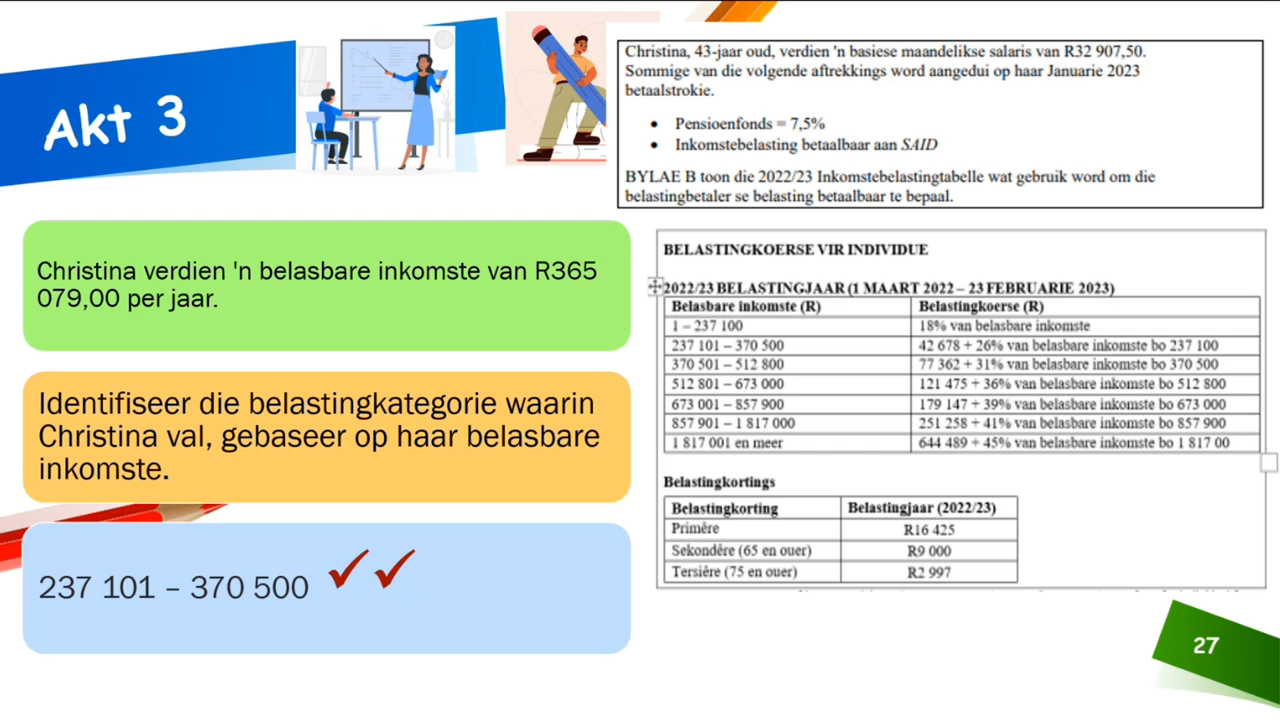 Akt 3
Christina, 43-jaar oud, verdien 'n basiese maandelikse salaris van R32 907,50.
Sommige van die volgende aftrekkings word aangedui op haar Januarie 2023
betaalstrokie.
• Pensioenfonds = 7,5%
• Inkomstebelasting betaalbaar aan SAID
BYLAE B toon die 2022/23 Inkomstebelastingtabelle wat gebruik word om die
belastingbetaler se belasting betaalbaar te bepaal.
Christina verdien 'n belasbare inkomste van R365
079,00 per jaar.
Identifiseer die belastingkategorie waarin
Christina val, gebaseer op haar belasbare
inkomste.
237 101 – 370 500
BELASTINGKOERSE VIR INDIVIDUE
2022/23 BELASTINGJAAR (1 MAART 2022 – 23 FEBRUARIE 2023)
Belasbare inkomste (R) Belastingkoerse (R)
1 – 237 100 18% van belasbare inkomste
237 101 – 370 500 42 678 + 26% van belasbare inkomste bo 237 100
370 501 – 512 800 77 362 + 31% van belasbare inkomste bo 370 500
512 801 – 673 000 121 475 + 36% van belasbare inkomste bo 512 800
673 001 – 857 900 179 147 + 39% van belasbare inkomste bo 673 000
857 901 – 1 817 000 251 258 + 41% van belasbare inkomste bo 857 900
1 817 001 en meer 644 489 + 45% van belasbare inkomste bo 1 817 00
Belastingkortings
Belastingkorting Belastingjaar (2022/23)
Primêre R16 425
Sekondêre (65 en ouer) R9 000
Tersiêre (75 en ouer) R2 997
27